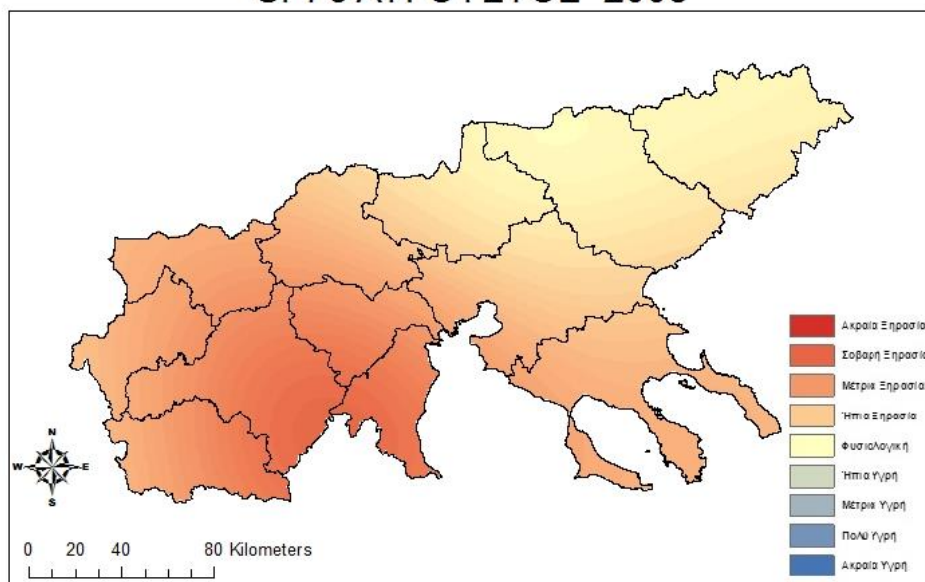 Ακραία Ξηρασία
Σοβαρή Ξηρασία
Μέτρια Ξηρασία
Ήπια Ξηρασία
Φυσιολογική
Ήπια Υγρή
Μέτρια Υγρή
Πολύ Υγρή
Ακραία Υγρή
N
W E
S
0 20 40 80 Kilometers